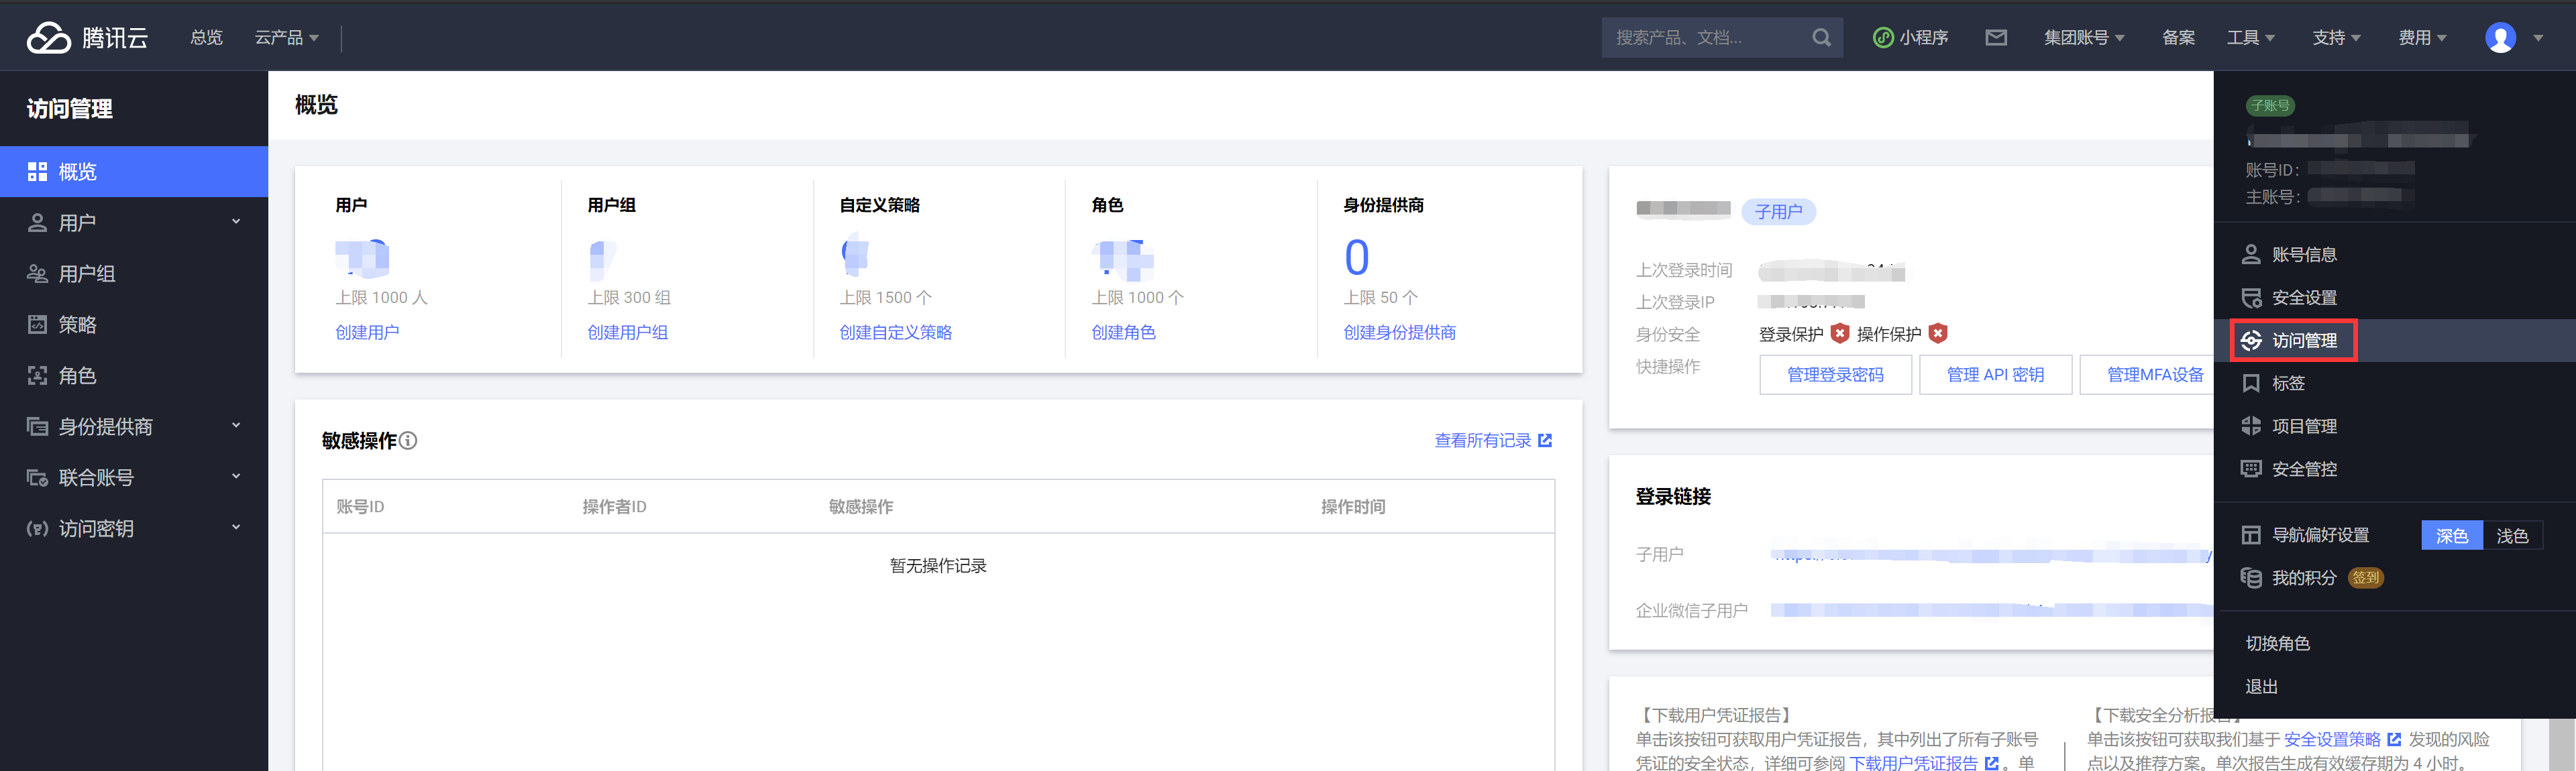 腾讯云
总览
云产品
搜索产品、文档...
小程序
集团账号
备案
工具
支持
费用
访问管理
概览
用户
用户组
策略
角色
身份提供商
联合账号
访问密钥
概览
用户
上限 1000 人
创建用户
用户组
上限 300 组
创建用户组
自定义策略
上限 1500 个
创建自定义策略
角色
上限 1000 个
创建角色
身份提供商
0
上限 50 个
创建身份提供商
敏感操作
查看所有记录
账号ID 操作者ID 敏感操作 操作时间
暂无操作记录
子用户
上次登录时间
上次登录IP
身份安全 登录保护 操作保护
快捷操作 管理登录密码 管理 API 密钥 管理MFA设备
登录链接
子用户
企业微信子用户
【下载用户凭证报告】
单击该按钮可获取用户凭证报告，其中列出了所有子账号
凭证的安全状态，详细可参阅 下载用户凭证报告 。单
【下载安全分析报
单击该按钮可获取我们基于 安全设置策略 发现的风险
点以及推荐方案。单次报告生成有效缓存期为 4 小时。
子账号
账号ID：
主账号：
账号信息
安全设置
访问管理
标签
项目管理
安全管控
导航偏好设置 深色 浅色
我的积分 签到
切换角色
退出